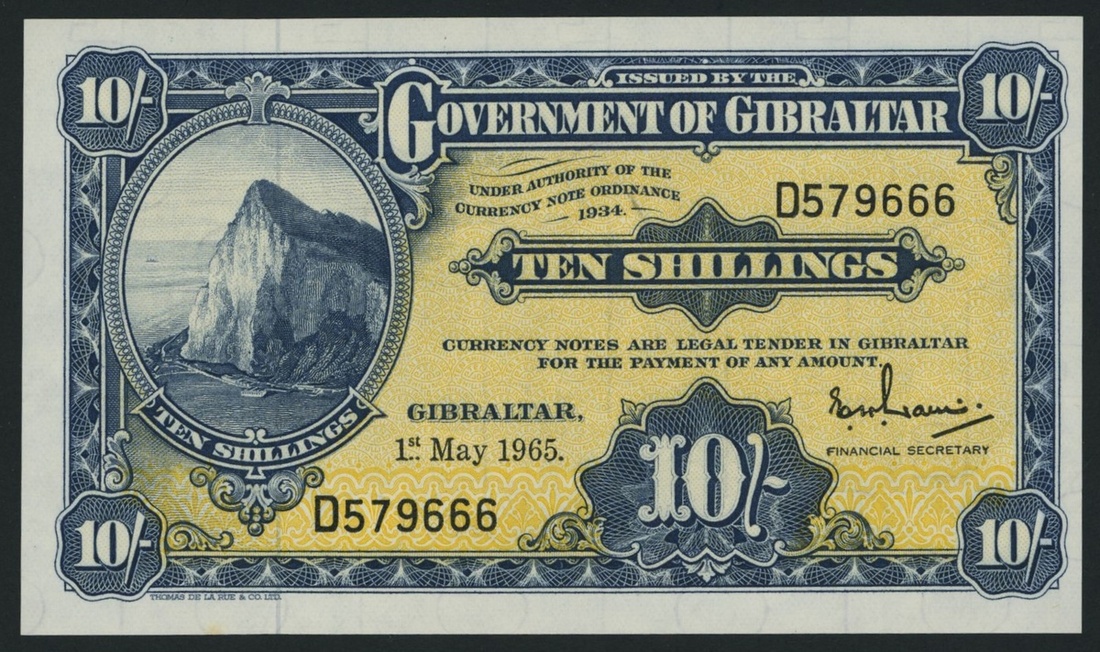 10/-
ISSUED BY THE
10/-
GOVERNMENT OF GIBRALTAR
UNDER AUTHORITY OF THE
CURRENCY NOTE ORDINANCE
1934.
D579666
TEN SHILLINGS
CURRENCY NOTES ARE LEGAL TENDER IN GIBRALTAR
FOR THE PAYMENT OF ANY AMOUNT.
TEN SHILLINGS
GIBRALTAR,
1st. May 1965.
FINANCIAL SECRETARY
10/-
D579666
10/-
10/-
THOMAS DE LA RUE & CO. LTD.